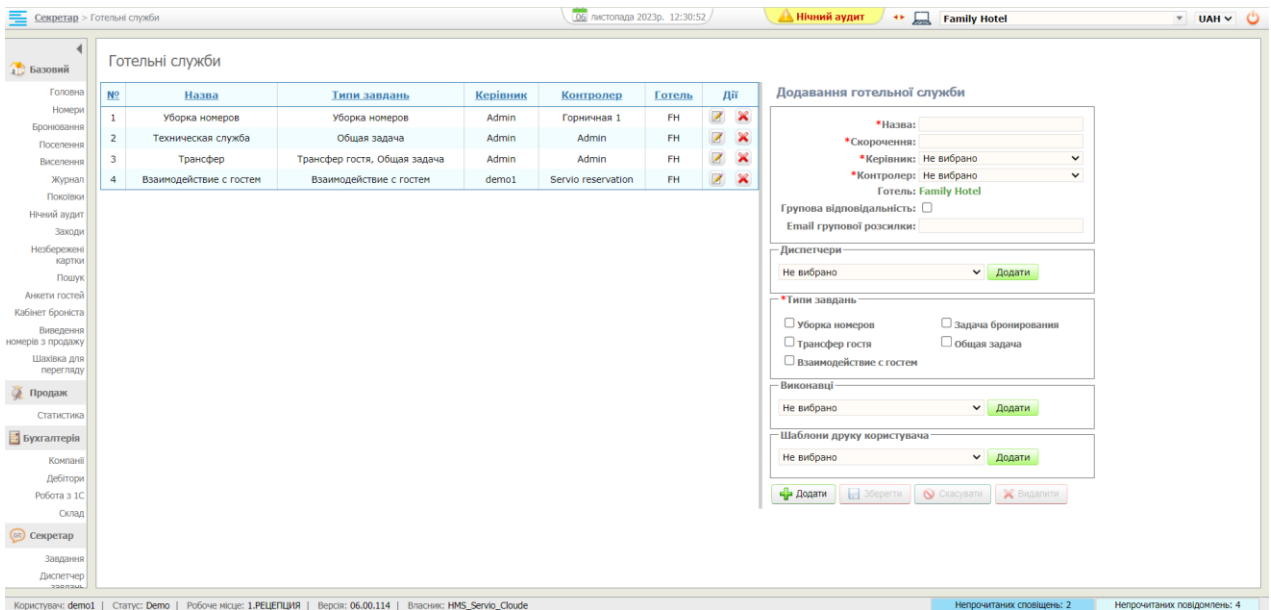 Секретар > Готельні служби
06 листопада 2023р. 12:30:52
Нічний аудит
Family Hotel
UAH
Базовий
Головна
Номери
Бронювання
Поселення
Виселення
Журнал
Покоївки
Нічний аудит
Заходи
Незбережені
картки
Пошук
Анкети гостей
Кабінет броніста
Виведення
номерів з продажу
Шахівка для
перегляду
Продаж
Статистика
Бухгалтерія
Компанії
Дебітори
Робота з 1С
Склад
Секретар
Завдання
Диспетчер
завдань
Готельні служби
№ Назва Типи завдань Керівник Контролер Готель Дії
1 Уборка номеров Уборка номеров Admin Горничная 1 FH
2 Техническая служба Общая задача Admin Admin FH
3 Трансфер Трансфер гостя, Общая задача Admin Admin FH
4 Взаимодействие с гостем Взаимодействие с гостем demo1 Servio reservation FH
Додавання готельної служби
*Назва:
*Скорочення:
*Керівник: Не вибрано
*Контролер: Не вибрано
Готель: Family Hotel
Групова відповідальність:
Email групової розсилки:
Диспетчери
Не вибрано Додати
*Типи завдань
Уборка номеров Задача бронирования
Трансфер гостя Общая задача
Взаимодействие с гостем
Виконавці
Не вибрано Додати
Шаблони друку користувача
Не вибрано Додати
Додати Зберегти Скасувати Видалити
Користувач: demo1 | Статус: Demo | Робоче місце: 1.РЕЦЕПЦИЯ | Версія: 06.00.114 | Власник: HMS_Servio_Cloude
Непрочитаних сповіщень: 2 Непрочитаних повідомлень: 4